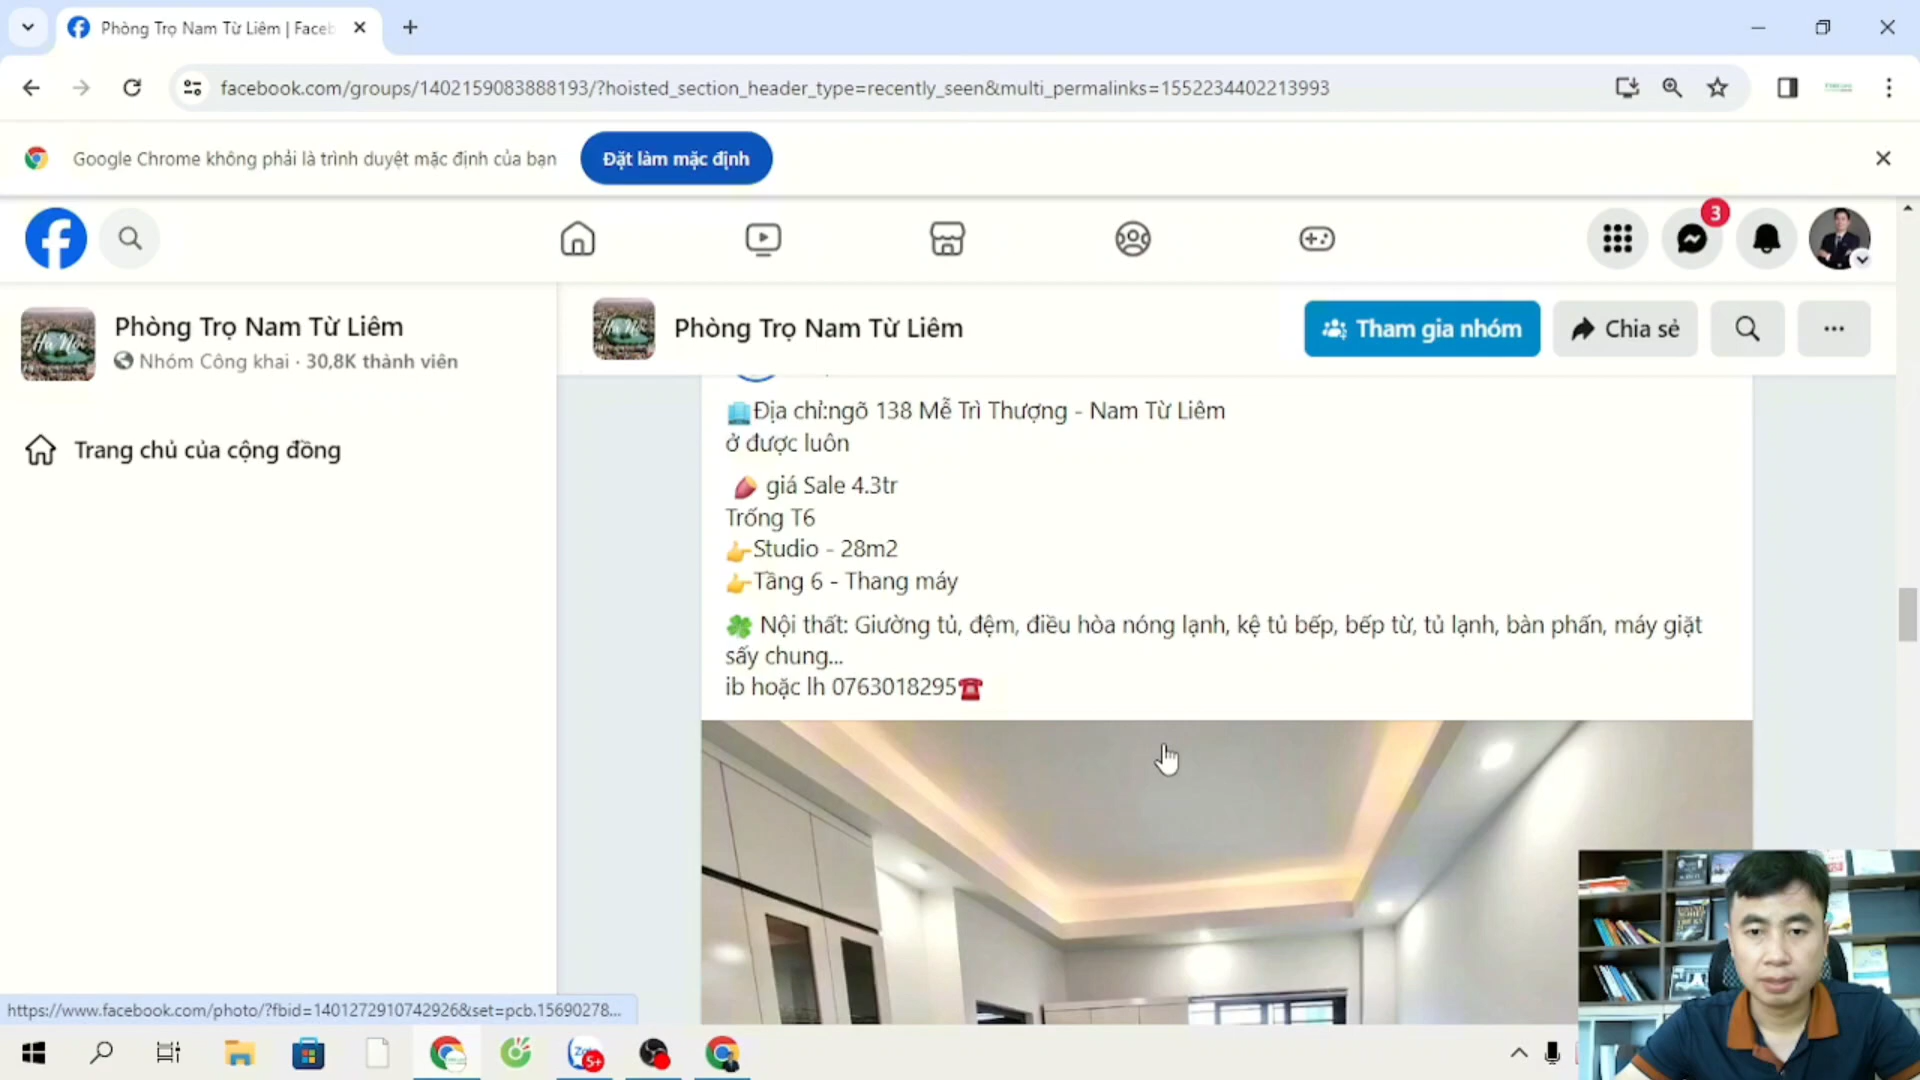 Phòng Trọ Nam Từ Liêm | Faceb
facebook.com/groups/1402159083888193/?hoisted_section_header_type=recently_seen&multi_permalinks=1552234402213993
Google Chrome không phải là trình duyệt mặc định của bạn
Đặt làm mặc định
3
Phòng Trọ Nam Từ Liêm
Nhóm Công khai · 30,8K thành viên
Trang chủ của cộng đồng
Phòng Trọ Nam Từ Liêm
Tham gia nhóm
Chia sẻ
Địa chỉ:ngõ 138 Mễ Trì Thượng - Nam Từ Liêm
ở được luôn
giá Sale 4.3tr
Trống T6
👉Studio - 28m2
👉Tầng 6 - Thang máy
🍀 Nội thất: Giường tủ, đệm, điều hòa nóng lạnh, kệ tủ bếp, bếp từ, tủ lạnh, bàn phấn, máy giặt
sấy chung...
ib hoặc lh 0763018295☎️
https://www.facebook.com/photo/?fbid=1401272910742926&set=pcb.15690278...
5+